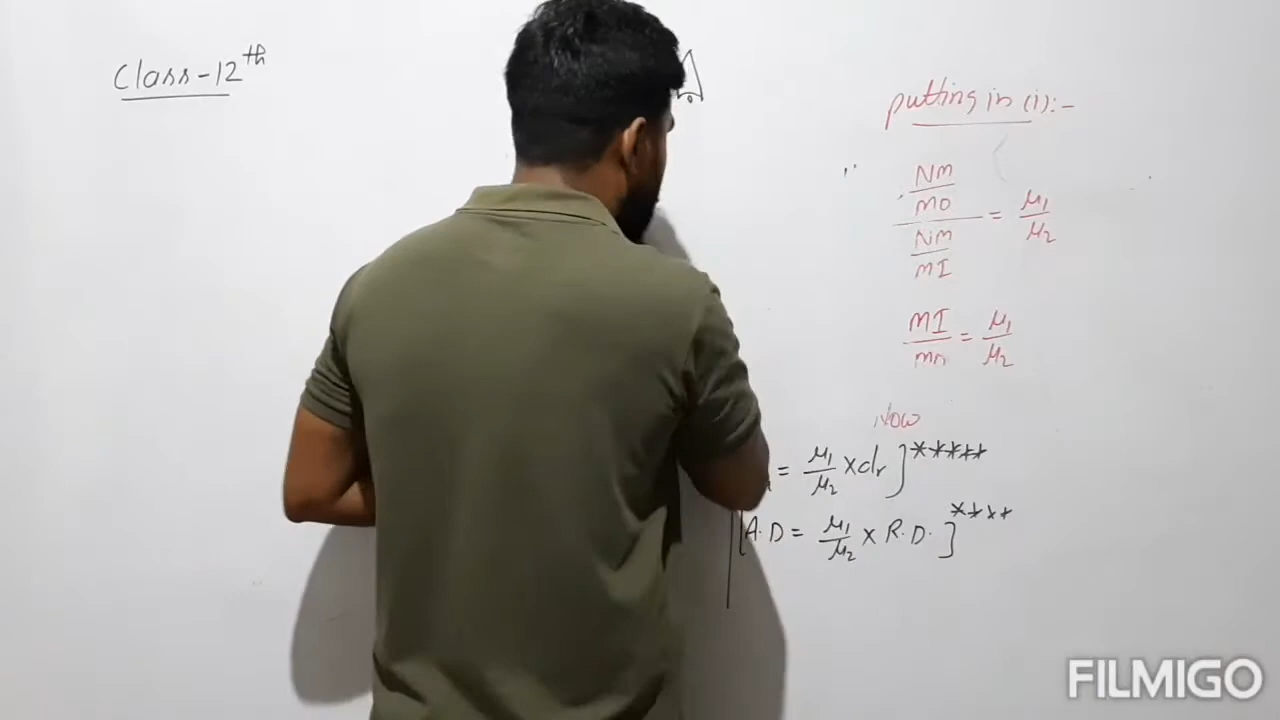 Class-12th
putting in (i):-
NM/MO / NM/MI = μ1/μ2
MI/MO = μ1/μ2
Now
= μ1/μ2 × dr] *****
[A.D = μ1/μ2 × R.D.] ****
FILMIGO